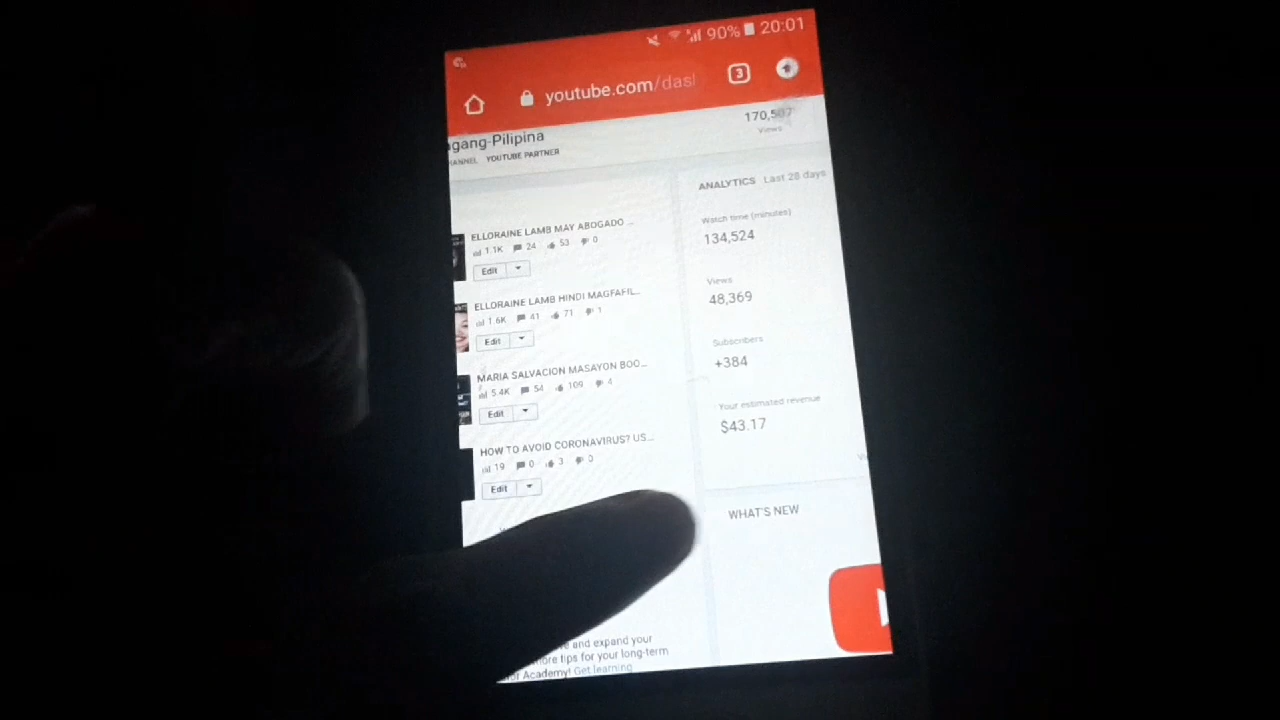 90% 20:01
youtube.com/dasl
3
gang-Pilipina
170,507
Views
HANNEL YOUTUBE PARTNER
ELLORAINE LAMB MAY ABOGADO ...
1.1K 24 53 0
Edit
ELLORAINE LAMB HINDI MAGFAFIL...
1.6K 41 71 1
Edit
MARIA SALVACION MASAYON BOO...
5.4K 54 109 4
Edit
HOW TO AVOID CORONAVIRUS? US...
19 0 3 0
Edit
ANALYTICS Last 28 days
Watch time (minutes)
134,524
Views
48,369
Subscribers
+384
Your estimated revenue
$43.17
WHAT'S NEW
and expand your
more tips for your long-term
Academy! Get learning